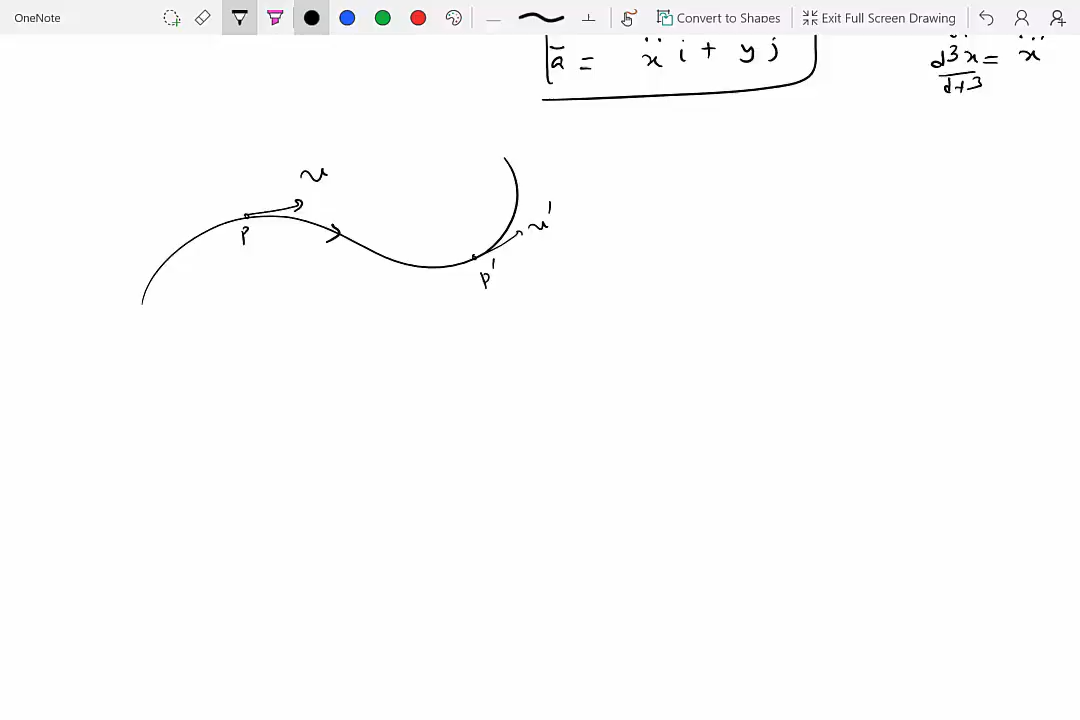 OneNote
Convert to Shapes
Exit Full Screen Drawing
ā = ẍ i + ÿ j
d3x/dt3 = x⃛
v
P
v'
P'